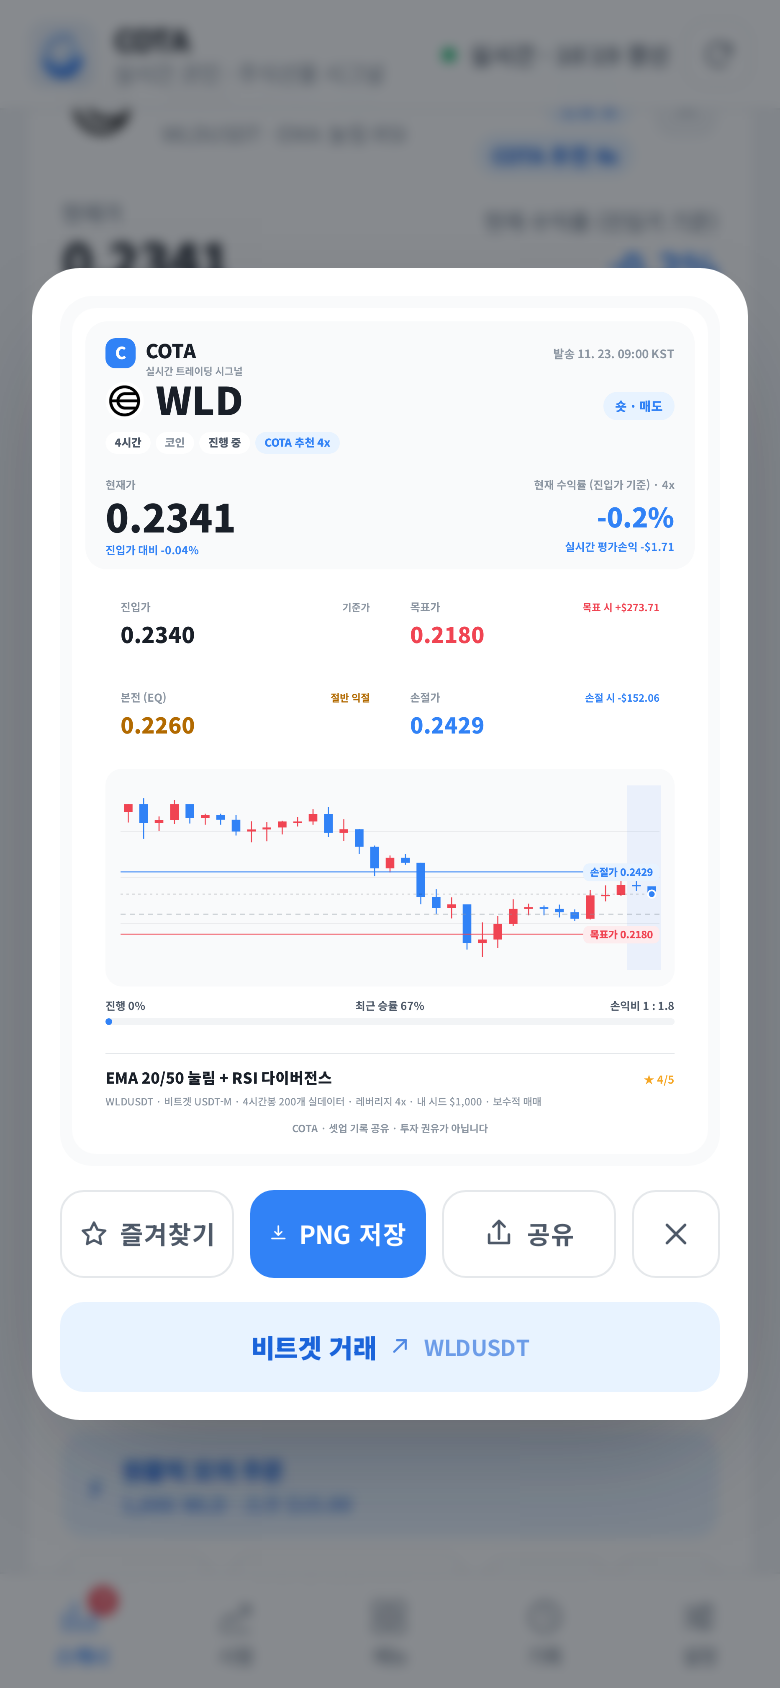 COTA
0.2341
C COTA
실시간 트레이딩 시그널
발송 11. 23. 09:00 KST
WLD
숏 · 매도
4시간 코인 진행 중 COTA 추천 4x
현재가
현재 수익률 (진입가 기준) · 4x
0.2341
-0.2%
진입가 대비 -0.04%
실시간 평가손익 -$1.71
진입가 기준가
0.2340
목표가 목표 시 +$273.71
0.2180
본전 (EQ) 절반 익절
0.2260
손절가 손절 시 -$152.06
0.2429
손절가 0.2429
목표가 0.2180
진행 0% 최근 승률 67% 손익비 1 : 1.8
EMA 20/50 눌림 + RSI 다이버전스
★ 4/5
WLDUSDT · 비트겟 USDT-M · 4시간봉 200개 실데이터 · 레버리지 4x · 내 시드 $1,000 · 보수적 매매
COTA · 셋업 기록 공유 · 투자 권유가 아닙니다
즐겨찾기
PNG 저장
공유
비트겟 거래 ↗ WLDUSDT